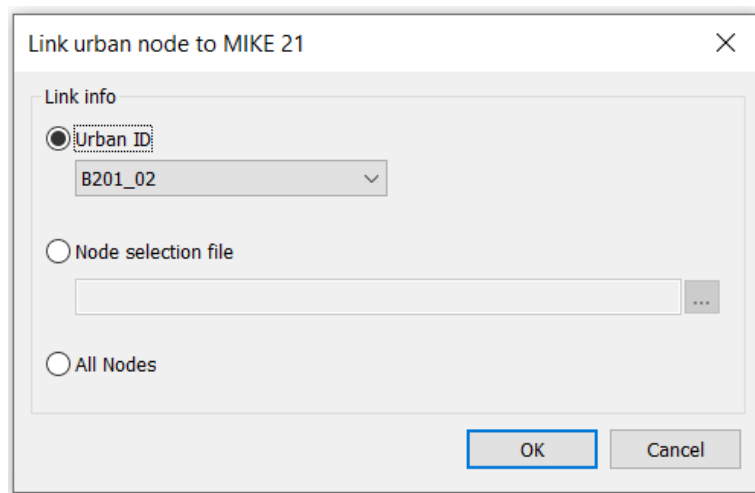 Link urban node to MIKE 21
Link info
Urban ID
B201_02
Node selection file
...
All Nodes
OK Cancel